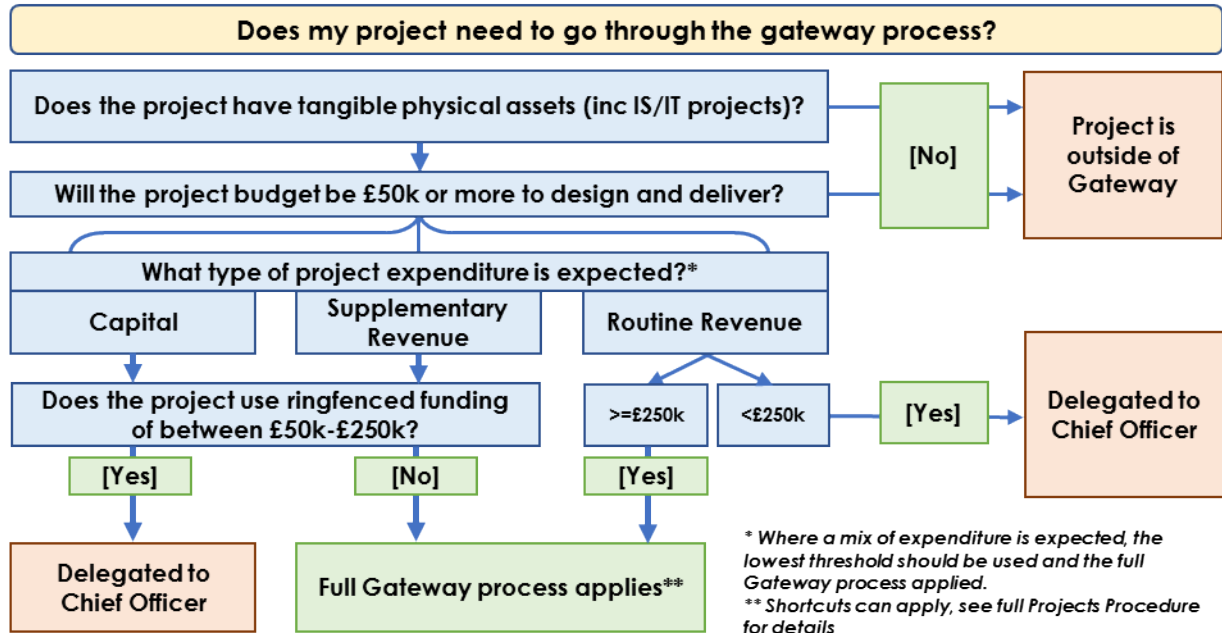 Does my project need to go through the gateway process?
Does the project have tangible physical assets (inc IS/IT projects)?
[No]
Project is
outside of
Gateway
Will the project budget be £50k or more to design and deliver?
What type of project expenditure is expected?*
Capital
Supplementary
Revenue
Routine Revenue
Does the project use ringfenced funding
of between £50k-£250k?
>=£250k
<£250k
[Yes]
Delegated to
Chief Officer
[Yes]
[No]
[Yes]
Delegated to
Chief Officer
Full Gateway process applies**
* Where a mix of expenditure is expected, the
lowest threshold should be used and the full
Gateway process applied.
** Shortcuts can apply, see full Projects Procedure
for details